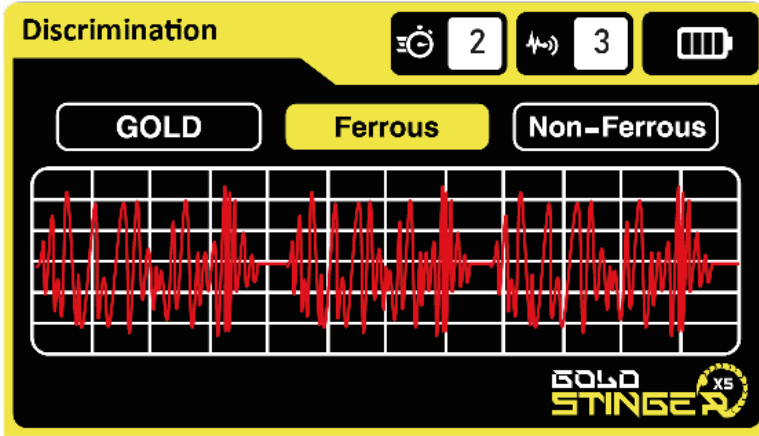 Discrimination
2
3
GOLD
Ferrous
Non-Ferrous
GOLD
STINGER X5